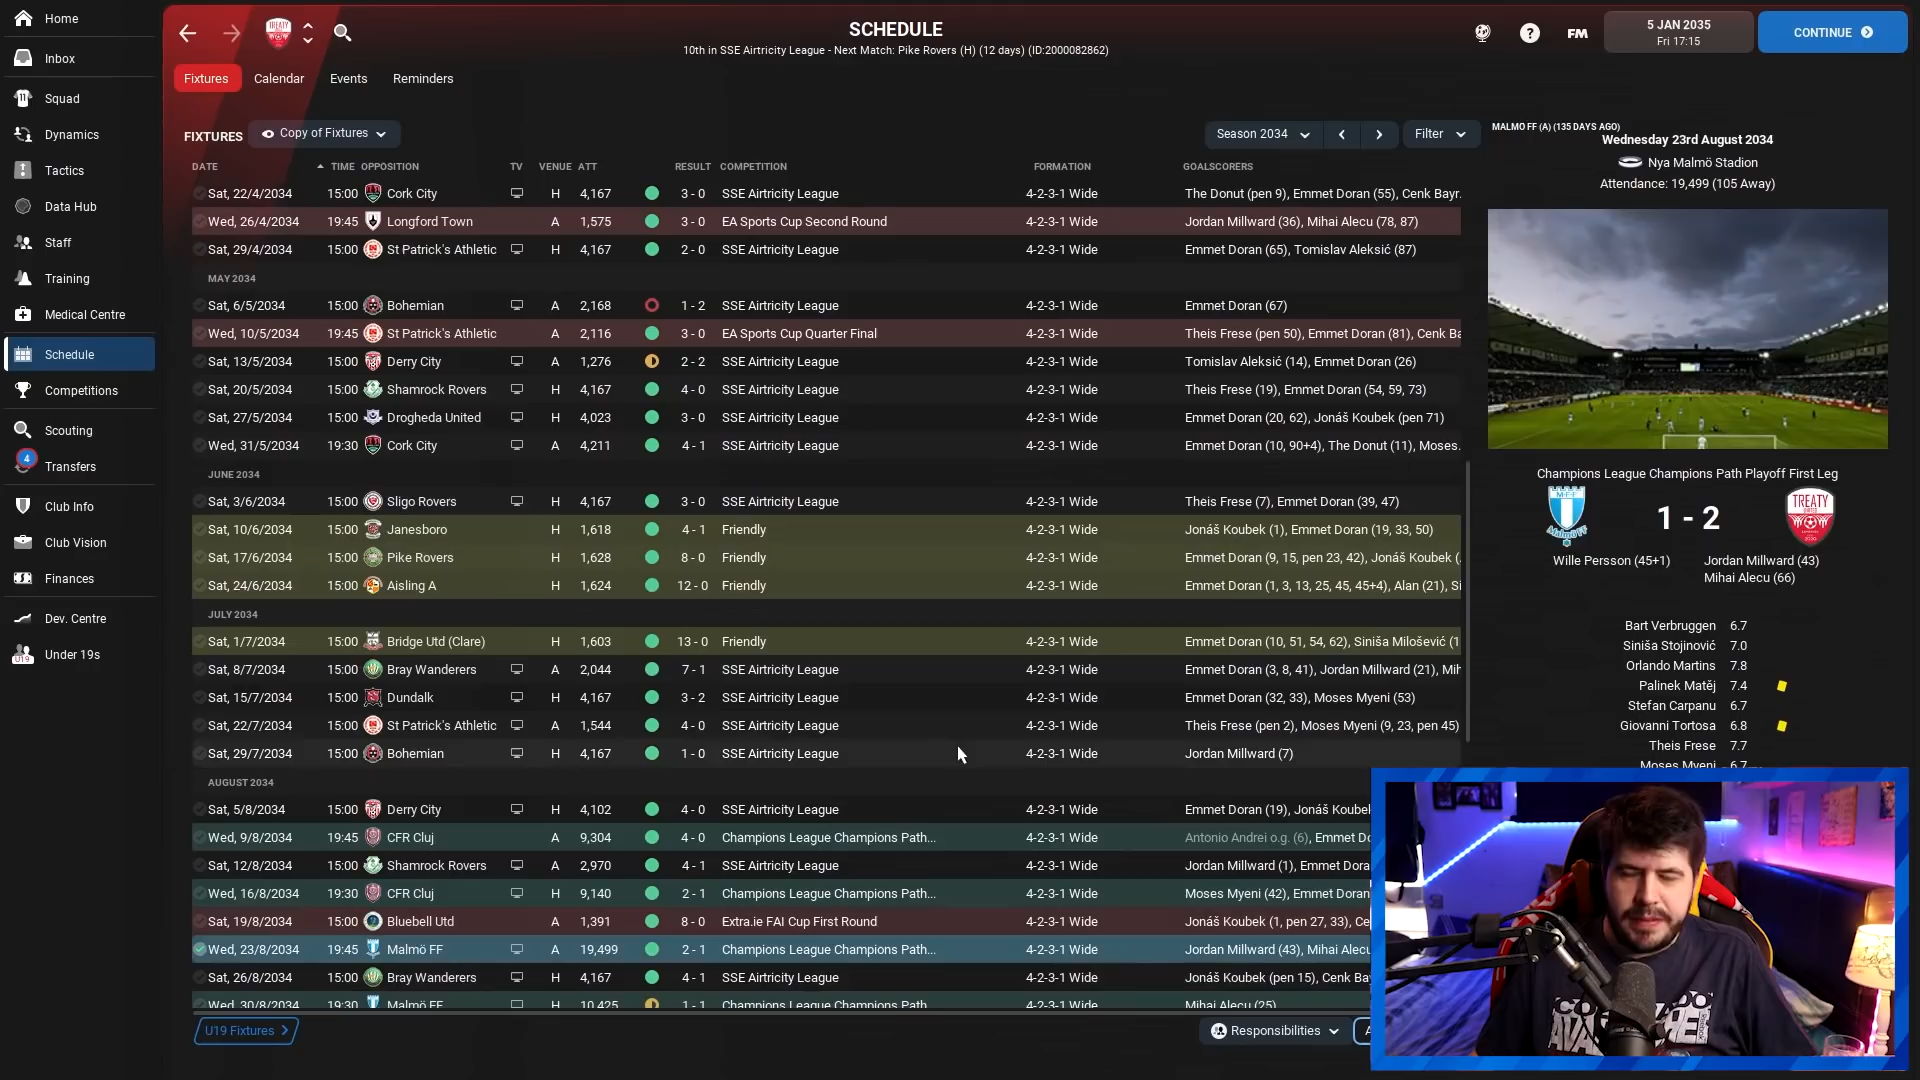 Home
Inbox
Squad
Dynamics
Tactics
Data Hub
Staff
Training
Medical Centre
Schedule
Competitions
Scouting
4
Transfers
Club Info
Club Vision
Finances
Dev. Centre
U19
Under 19s
TREATY
SCHEDULE
10th in SSE Airtricity League - Next Match: Pike Rovers (H) (12 days) (ID:2000082862)
FM
5 JAN 2035
Fri 17:15
CONTINUE
Fixtures Calendar Events Reminders
FIXTURES Copy of Fixtures Season 2034 Filter
DATE TIME OPPOSITION TV VENUE ATT RESULT COMPETITION FORMATION GOALSCORERS
Sat, 22/4/2034 15:00 Cork City H 4,167 3 - 0 SSE Airtricity League 4-2-3-1 Wide The Donut (pen 9), Emmet Doran (55), Cenk Bayr.
Wed, 26/4/2034 19:45 Longford Town A 1,575 3 - 0 EA Sports Cup Second Round 4-2-3-1 Wide Jordan Millward (36), Mihai Alecu (78, 87)
Sat, 29/4/2034 15:00 St Patrick's Athletic H 4,167 2 - 0 SSE Airtricity League 4-2-3-1 Wide Emmet Doran (65), Tomislav Aleksić (87)
MAY 2034
Sat, 6/5/2034 15:00 Bohemian A 2,168 1 - 2 SSE Airtricity League 4-2-3-1 Wide Emmet Doran (67)
Wed, 10/5/2034 19:45 St Patrick's Athletic A 2,116 3 - 0 EA Sports Cup Quarter Final 4-2-3-1 Wide Theis Frese (pen 50), Emmet Doran (81), Cenk Ba
Sat, 13/5/2034 15:00 Derry City A 1,276 2 - 2 SSE Airtricity League 4-2-3-1 Wide Tomislav Aleksić (14), Emmet Doran (26)
Sat, 20/5/2034 15:00 Shamrock Rovers H 4,167 4 - 0 SSE Airtricity League 4-2-3-1 Wide Theis Frese (19), Emmet Doran (54, 59, 73)
Sat, 27/5/2034 15:00 Drogheda United H 4,023 3 - 0 SSE Airtricity League 4-2-3-1 Wide Emmet Doran (20, 62), Jonáš Koubek (pen 71)
Wed, 31/5/2034 19:30 Cork City A 4,211 4 - 1 SSE Airtricity League 4-2-3-1 Wide Emmet Doran (10, 90+4), The Donut (11), Moses.
JUNE 2034
Sat, 3/6/2034 15:00 Sligo Rovers H 4,167 3 - 0 SSE Airtricity League 4-2-3-1 Wide Theis Frese (7), Emmet Doran (39, 47)
Sat, 10/6/2034 15:00 Janesboro H 1,618 4 - 1 Friendly 4-2-3-1 Wide Jonáš Koubek (1), Emmet Doran (19, 33, 50)
Sat, 17/6/2034 15:00 Pike Rovers H 1,628 8 - 0 Friendly 4-2-3-1 Wide Emmet Doran (9, 15, pen 23, 42), Jonáš Koubek (
Sat, 24/6/2034 15:00 Aisling A H 1,624 12 - 0 Friendly 4-2-3-1 Wide Emmet Doran (1, 3, 13, 25, 45, 45+4), Alan (21), Si
JULY 2034
Sat, 1/7/2034 15:00 Bridge Utd (Clare) H 1,603 13 - 0 Friendly 4-2-3-1 Wide Emmet Doran (10, 51, 54, 62), Siniša Milošević (1
Sat, 8/7/2034 15:00 Bray Wanderers A 2,044 7 - 1 SSE Airtricity League 4-2-3-1 Wide Emmet Doran (3, 8, 41), Jordan Millward (21), Mih
Sat, 15/7/2034 15:00 Dundalk H 4,167 3 - 2 SSE Airtricity League 4-2-3-1 Wide Emmet Doran (32, 33), Moses Myeni (53)
Sat, 22/7/2034 15:00 St Patrick's Athletic A 1,544 4 - 0 SSE Airtricity League 4-2-3-1 Wide Theis Frese (pen 2), Moses Myeni (9, 23, pen 45)
Sat, 29/7/2034 15:00 Bohemian H 4,167 1 - 0 SSE Airtricity League 4-2-3-1 Wide Jordan Millward (7)
AUGUST 2034
Sat, 5/8/2034 15:00 Derry City H 4,102 4 - 0 SSE Airtricity League 4-2-3-1 Wide Emmet Doran (19), Jonáš Koubel
Wed, 9/8/2034 19:45 CFR Cluj A 9,304 4 - 0 Champions League Champions Path... 4-2-3-1 Wide Antonio Andrei o.g. (6), Emmet Do
Sat, 12/8/2034 15:00 Shamrock Rovers A 2,970 4 - 1 SSE Airtricity League 4-2-3-1 Wide Jordan Millward (1), Emmet Dora
Wed, 16/8/2034 19:30 CFR Cluj H 9,140 2 - 1 Champions League Champions Path... 4-2-3-1 Wide Moses Myeni (42), Emmet Doran
Sat, 19/8/2034 15:00 Bluebell Utd A 1,391 8 - 0 Extra.ie FAI Cup First Round 4-2-3-1 Wide Jonáš Koubek (1, pen 27, 33), Ce
Wed, 23/8/2034 19:45 Malmö FF A 19,499 2 - 1 Champions League Champions Path... 4-2-3-1 Wide Jordan Millward (43), Mihai Alecu
Sat, 26/8/2034 15:00 Bray Wanderers H 4,167 4 - 1 SSE Airtricity League 4-2-3-1 Wide Jonáš Koubek (pen 15), Cenk Ba
Wed, 30/8/2034 19:30 Malmö FF H 10,425 1 - 1 Champions League Champions Path 4-2-3-1 Wide Mihai Alecu (25)
U19 Fixtures
Responsibilities
MALMO FF (A) (135 DAYS AGO)
Wednesday 23rd August 2034
Nya Malmö Stadion
Attendance: 19,499 (105 Away)
Champions League Champions Path Playoff First Leg
M·F·F
Malmö FF
1 - 2
TREATY
Wille Persson (45+1) Jordan Millward (43)
Mihai Alecu (66)
Bart Verbruggen 6.7
Siniša Stojinović 7.0
Orlando Martins 7.8
Palinek Matěj 7.4
Stefan Carpanu 6.7
Giovanni Tortosa 6.8
Theis Frese 7.7
Moses Myeni 6.7